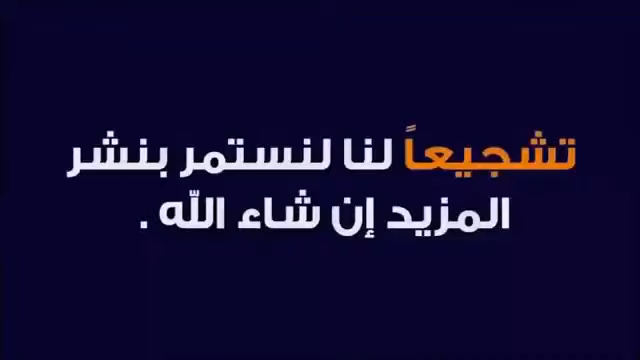 تشجيعاً لنا لنستمر بنشر
المزيد إن شاء الله .